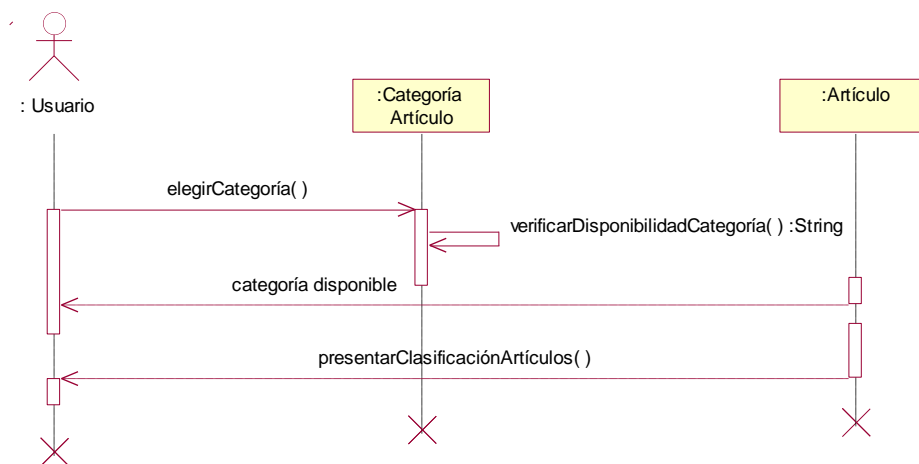 : Usuario
:Categoría
Artículo
:Artículo
elegirCategoría( )
verificarDisponibilidadCategoría( ) :String
categoría disponible
presentarClasificaciónArtículos( )